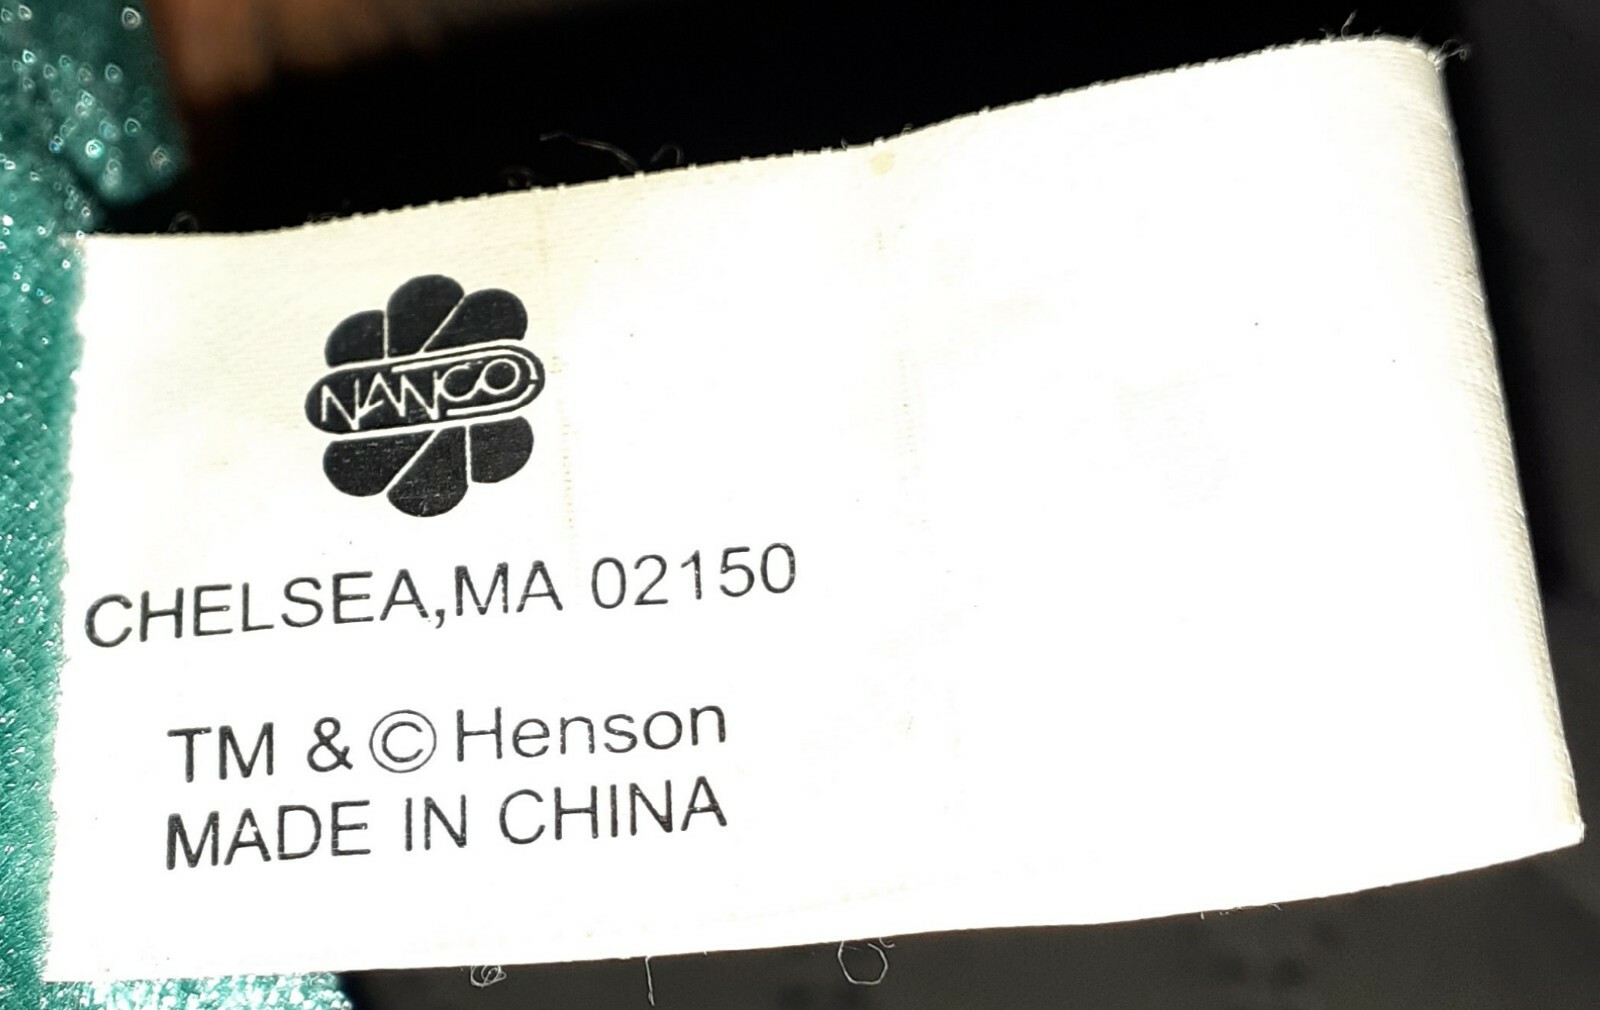 NANCO
CHELSEA,MA 02150
TM & © Henson
MADE IN CHINA